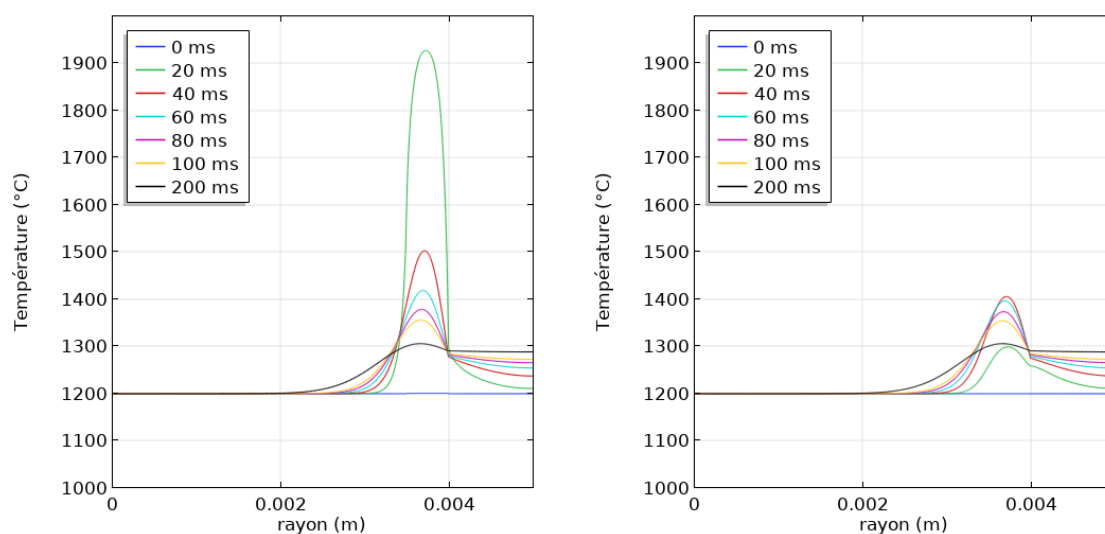 0 ms
20 ms
40 ms
60 ms
80 ms
100 ms
200 ms
1900
1800
1700
1600
1500
1400
1300
1200
1100
1000
Température (°C)
0
0.002
0.004
rayon (m)
0 ms
20 ms
40 ms
60 ms
80 ms
100 ms
200 ms
1900
1800
1700
1600
1500
1400
1300
1200
1100
1000
Température (°C)
0
0.002
0.004
rayon (m)